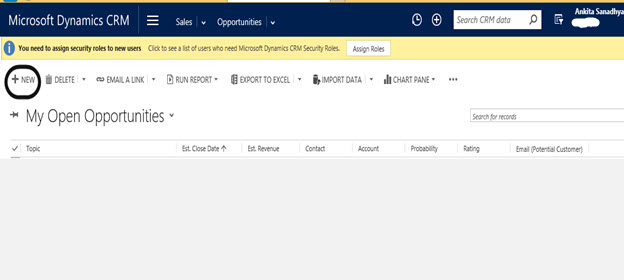 Microsoft Dynamics CRM Sales Opportunities Search CRM data Ankita Sanadhya
You need to assign security roles to new users Click to see a list of users who need Microsoft Dynamics CRM Security Roles. Assign Roles
NEW DELETE EMAIL A LINK RUN REPORT EXPORT TO EXCEL IMPORT DATA CHART PANE
My Open Opportunities Search for records
Topic Est. Close Date Est. Revenue Contact Account Probability Rating Email (Potential Customer)